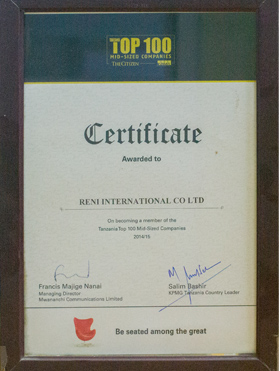 TOP 100
MID-SIZED COMPANIES
THE CITIZEN
Certificate
Awarded to
RENI INTERNATIONAL CO LTD
On becoming a member of the
Tanzania Top 100 Mid-Sized Companies
2014/15
Francis Majige Nanai
Managing Director
Mwananchi Communications Limited
Salim Bashir
KPMG Tanzania Country Leader
Be seated among the great